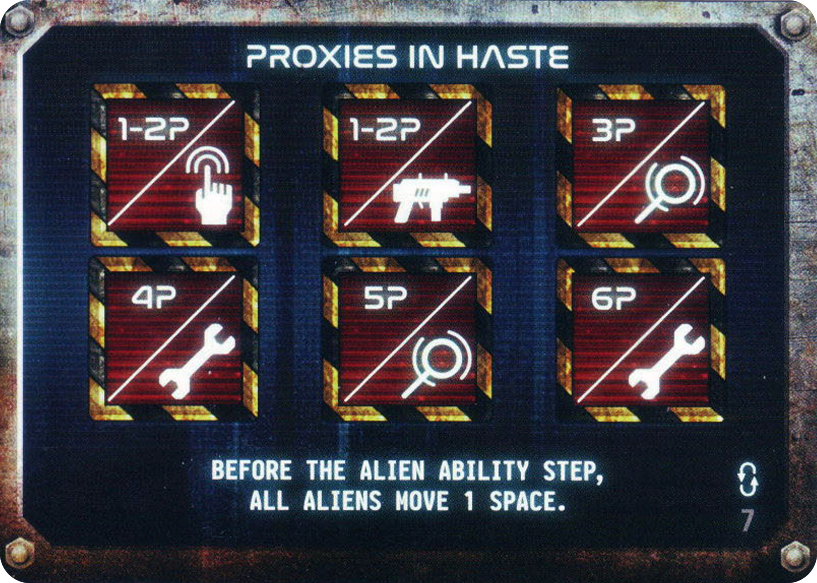 PROXIES IN HASTE
1-2P
1-2P
3P
4P
5P
6P
BEFORE THE ALIEN ABILITY STEP,
ALL ALIENS MOVE 1 SPACE.
7